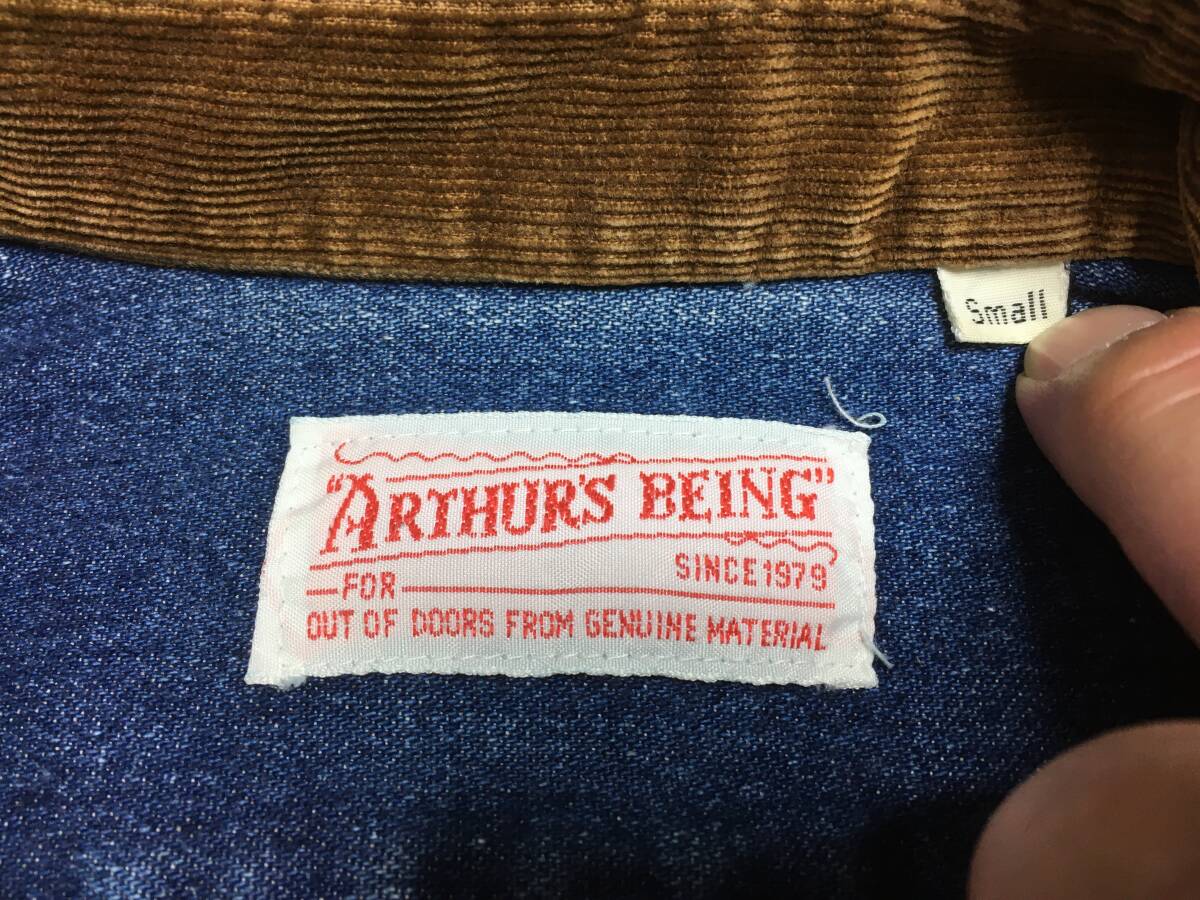 Small
"ARTHUR'S BEING"
SINCE 1979
FOR
OUT OF DOORS FROM GENUINE MATERIAL